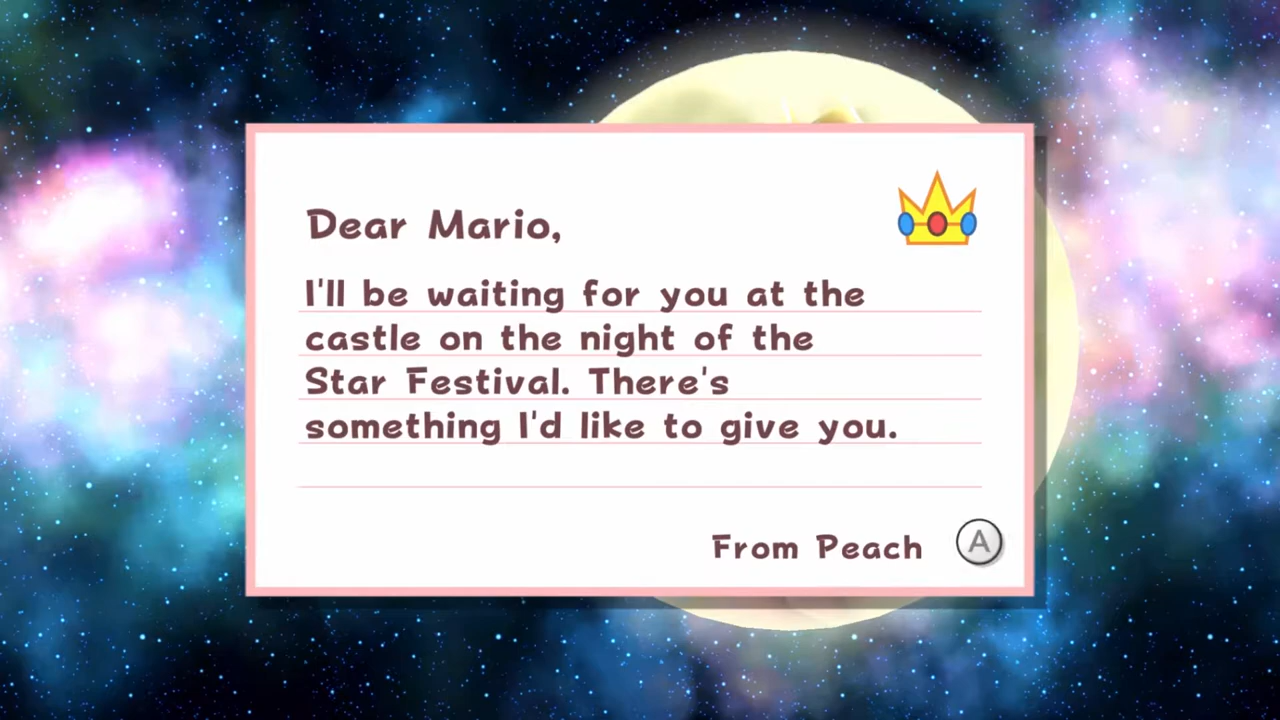 Dear Mario,
I'll be waiting for you at the
castle on the night of the
Star Festival. There's
something I'd like to give you.
From Peach
A